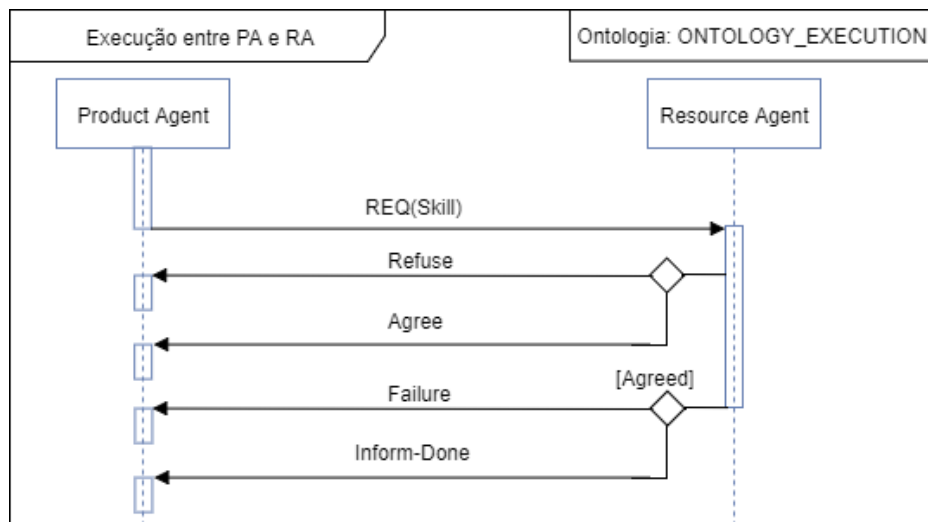 Execução entre PA e RA
Ontologia: ONTOLOGY_EXECUTION
Product Agent
Resource Agent
REQ(Skill)
Refuse
Agree
[Agreed]
Failure
Inform-Done